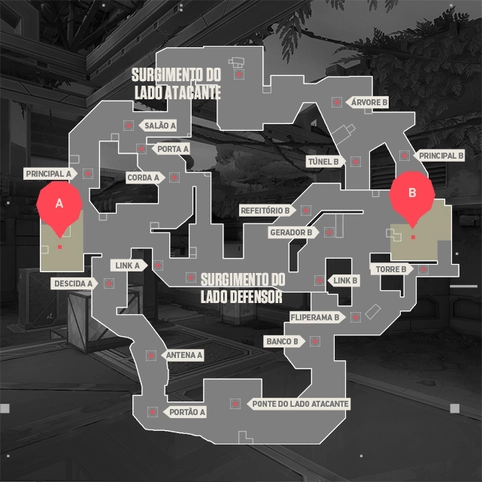 SURGIMENTO DO
LADO ATACANTE
ÁRVORE B
SALÃO A
PORTA A
TÚNEL B
PRINCIPAL B
PRINCIPAL A
CORDA A
A
B
REFEITÓRIO B
GERADOR B
LINK A
TORRE B
DESCIDA A
SURGIMENTO DO
LADO DEFENSOR
LINK B
FLIPERAMA B
BANCO B
ANTENA A
PORTÃO A
PONTE DO LADO ATACANTE